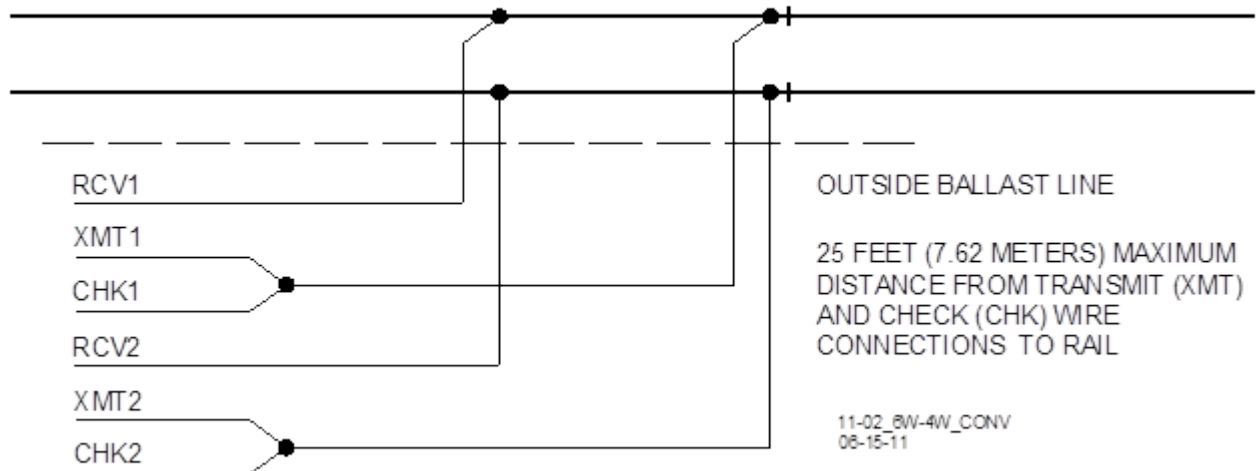 RCV1
XMT1
CHK1
RCV2
XMT2
CHK2
OUTSIDE BALLAST LINE
25 FEET (7.62 METERS) MAXIMUM
DISTANCE FROM TRANSMIT (XMT)
AND CHECK (CHK) WIRE
CONNECTIONS TO RAIL
11-02_6W-4W_CONV
06-15-11